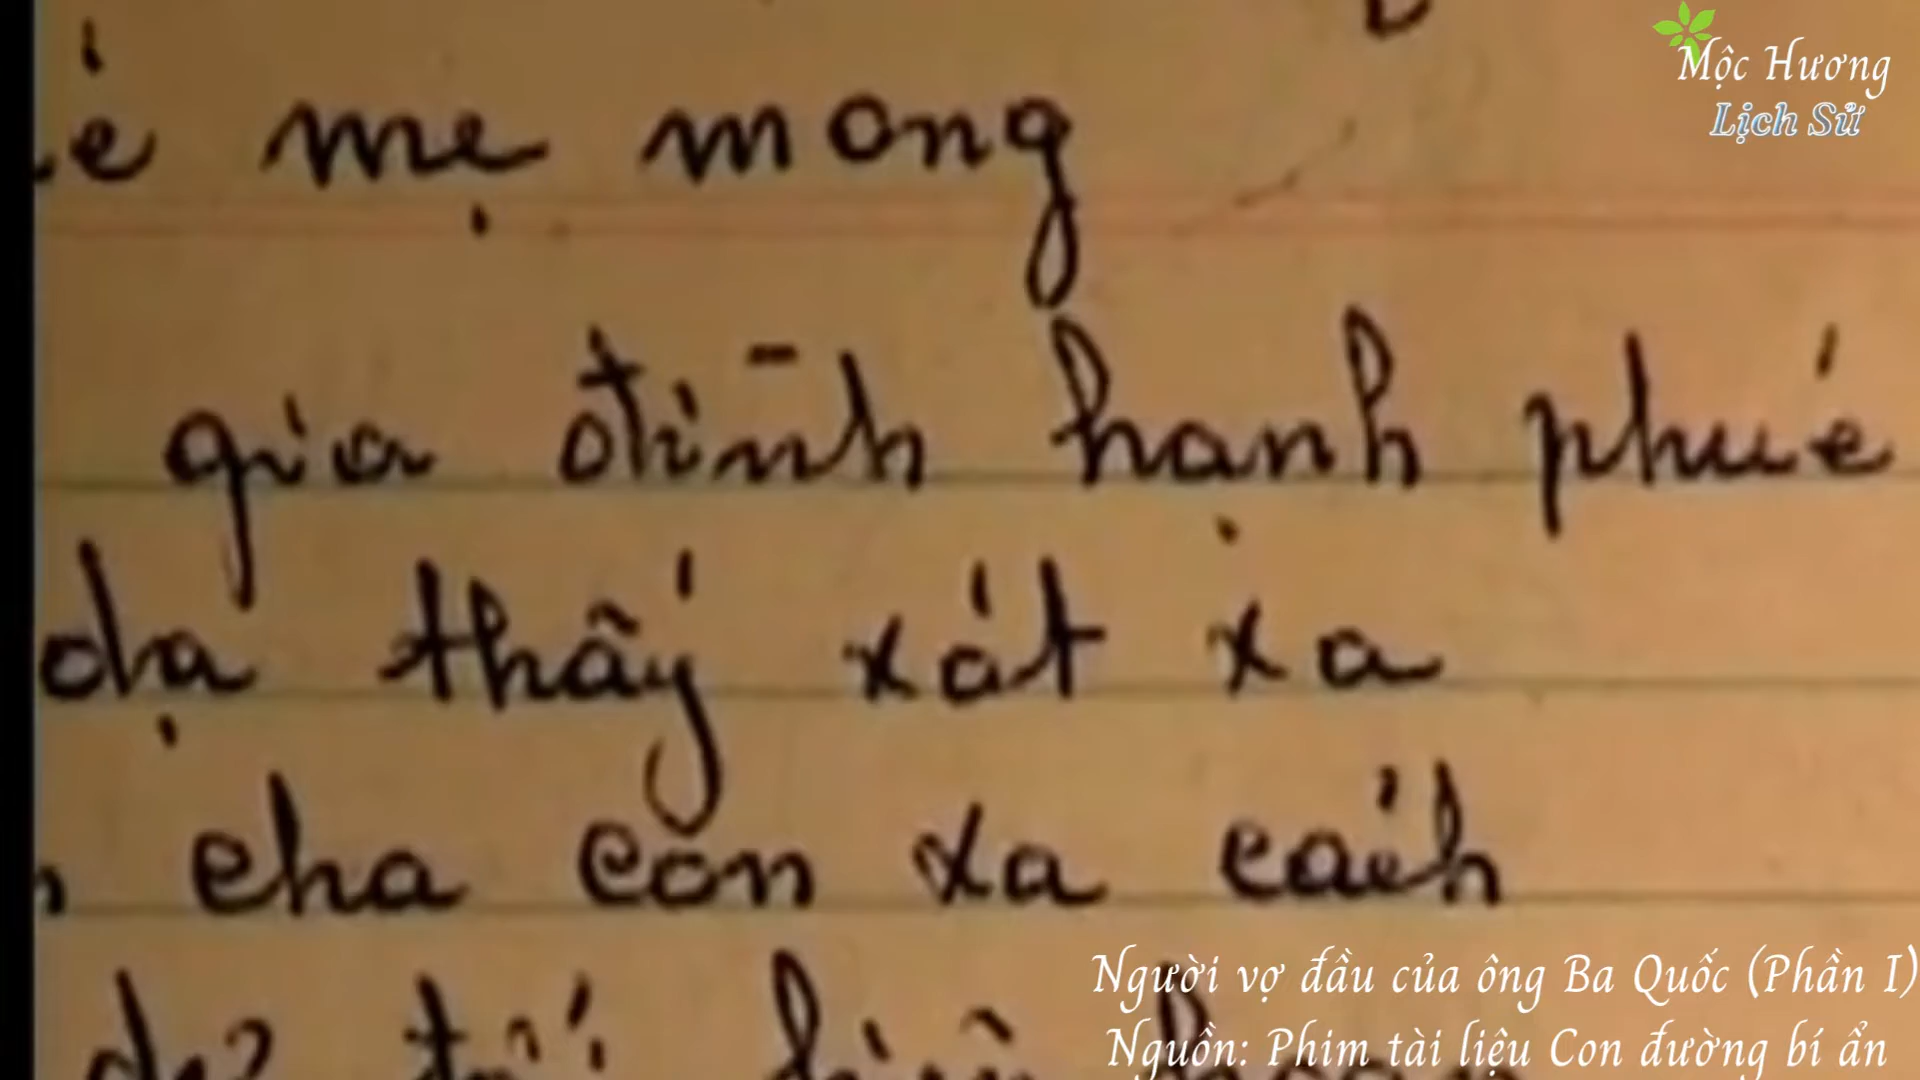 Mộc Hương
Lịch Sử
mẹ mong
gia đình hạnh phúc
dạ thấy xót xa
cha con xa cách
Người vợ đầu của ông Ba Quốc (Phần I)
Nguồn: Phim tài liệu Con đường bí ẩn